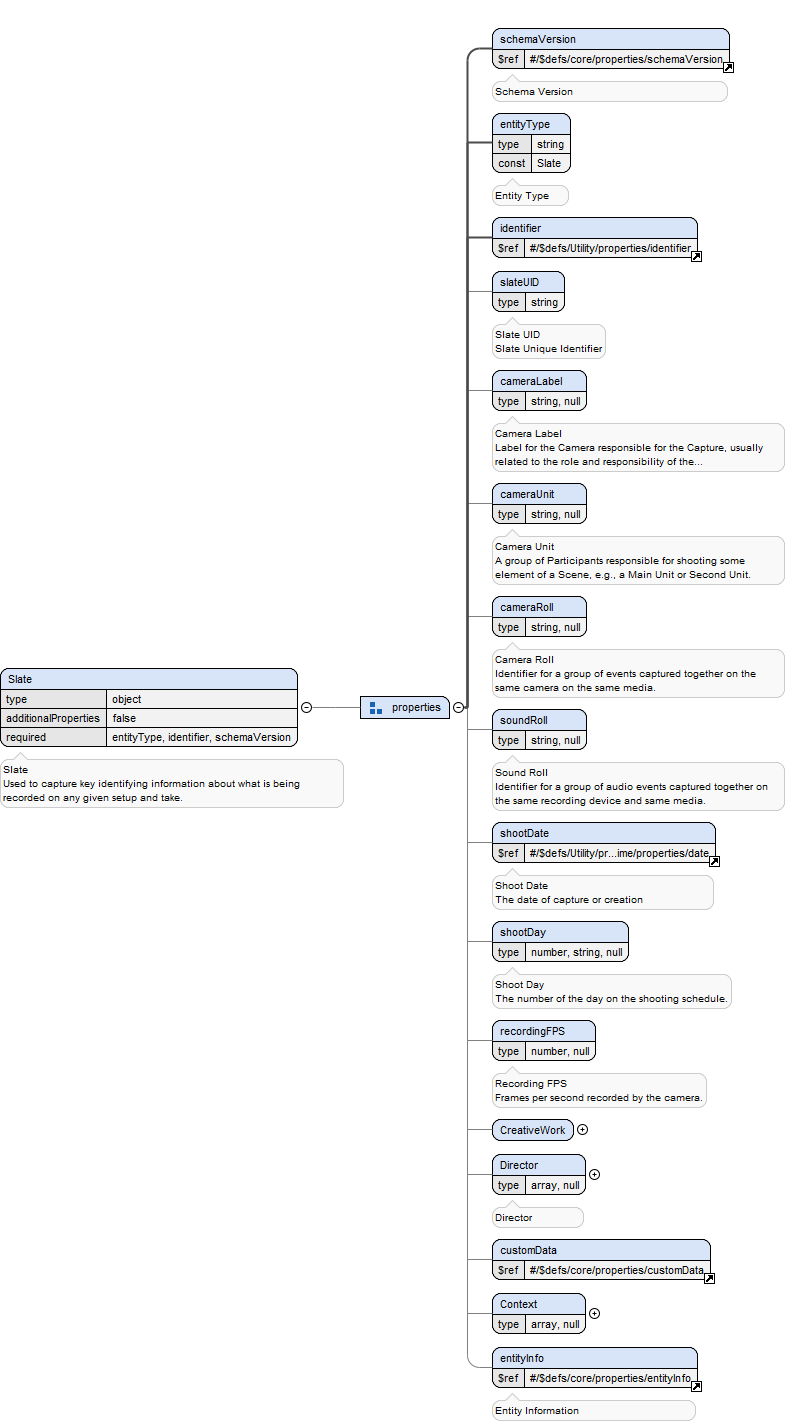 schemaVersion
$ref #/$defs/core/properties/schemaVersion
Schema Version
entityType
type string
const Slate
Entity Type
identifier
$ref #/$defs/Utility/properties/identifier
slateUID
type string
Slate UID
Slate Unique Identifier
cameraLabel
type string, null
Camera Label
Label for the Camera responsible for the Capture, usually
related to the role and responsibility of the...
cameraUnit
type string, null
Camera Unit
A group of Participants responsible for shooting some
element of a Scene, e.g., a Main Unit or Second Unit.
cameraRoll
type string, null
Camera Roll
Identifier for a group of events captured together on the
same camera on the same media.
Slate
type object
additionalProperties false
required entityType, identifier, schemaVersion
Slate
Used to capture key identifying information about what is being
recorded on any given setup and take.
properties
soundRoll
type string, null
Sound Roll
Identifier for a group of audio events captured together on
the same recording device and same media.
shootDate
$ref #/$defs/Utility/pr...ime/properties/date
Shoot Date
The date of capture or creation
shootDay
type number, string, null
Shoot Day
The number of the day on the shooting schedule.
recordingFPS
type number, null
Recording FPS
Frames per second recorded by the camera.
CreativeWork
Director
type array, null
Director
customData
$ref #/$defs/core/properties/customData
Context
type array, null
entityInfo
$ref #/$defs/core/properties/entityInfo
Entity Information